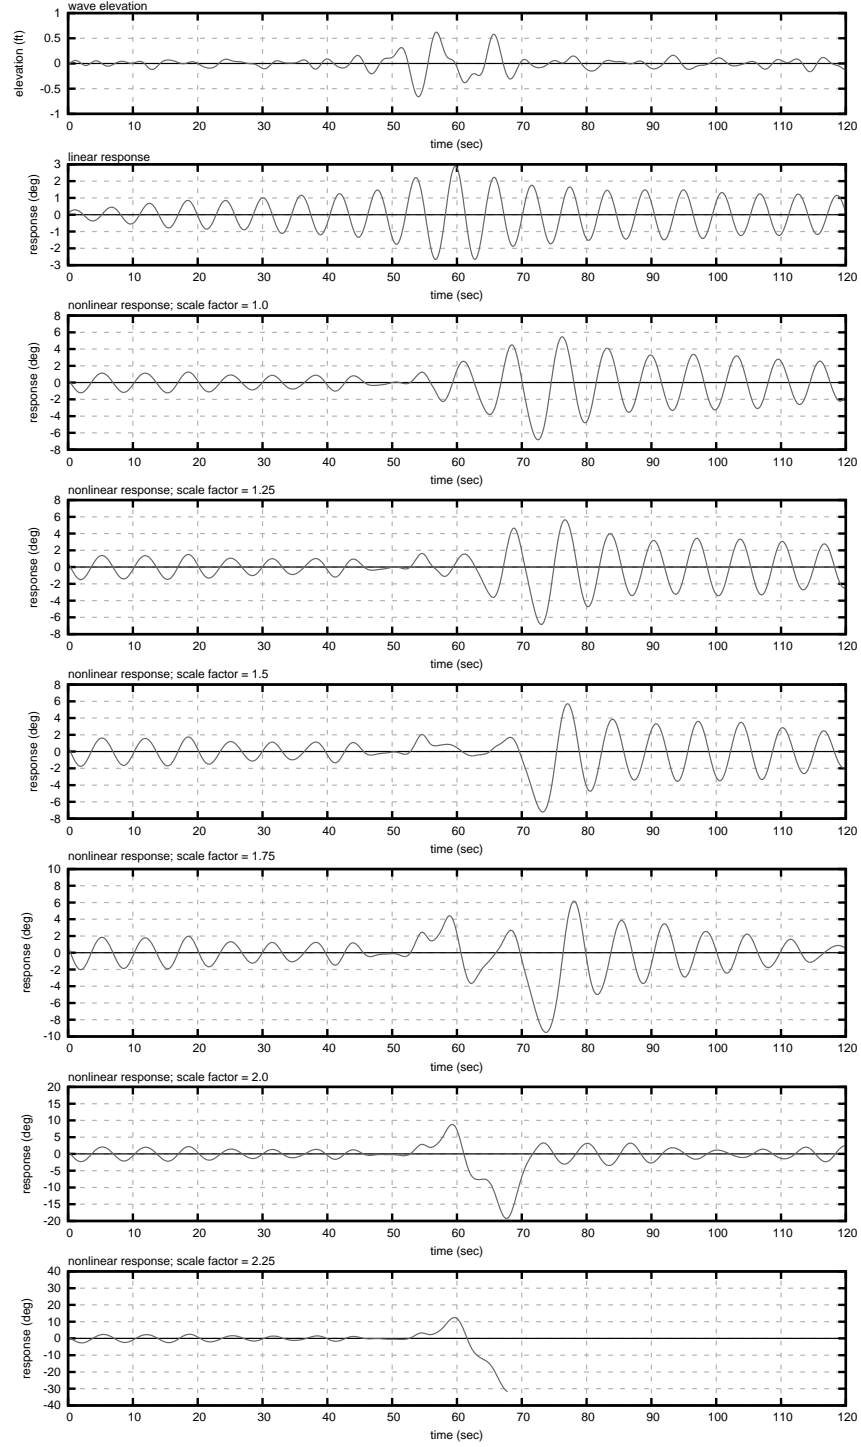 wave elevation
1
0.5
0
-0.5
-1
elevation (ft)
0 10 20 30 40 50 60 70 80 90 100 110 120
time (sec)
linear response
3
2
1
0
-1
-2
-3
response (deg)
0 10 20 30 40 50 60 70 80 90 100 110 120
time (sec)
nonlinear response; scale factor = 1.0
8
6
4
2
0
-2
-4
-6
-8
response (deg)
0 10 20 30 40 50 60 70 80 90 100 110 120
time (sec)
nonlinear response; scale factor = 1.25
8
6
4
2
0
-2
-4
-6
-8
response (deg)
0 10 20 30 40 50 60 70 80 90 100 110 120
time (sec)
nonlinear response; scale factor = 1.5
8
6
4
2
0
-2
-4
-6
-8
response (deg)
0 10 20 30 40 50 60 70 80 90 100 110 120
time (sec)
nonlinear response; scale factor = 1.75
10
8
6
4
2
0
-2
-4
-6
-8
-10
response (deg)
0 10 20 30 40 50 60 70 80 90 100 110 120
time (sec)
nonlinear response; scale factor = 2.0
20
15
10
5
0
-5
-10
-15
-20
response (deg)
0 10 20 30 40 50 60 70 80 90 100 110 120
time (sec)
nonlinear response; scale factor = 2.25
40
30
20
10
0
-10
-20
-30
-40
response (deg)
0 10 20 30 40 50 60 70 80 90 100 110 120
time (sec)